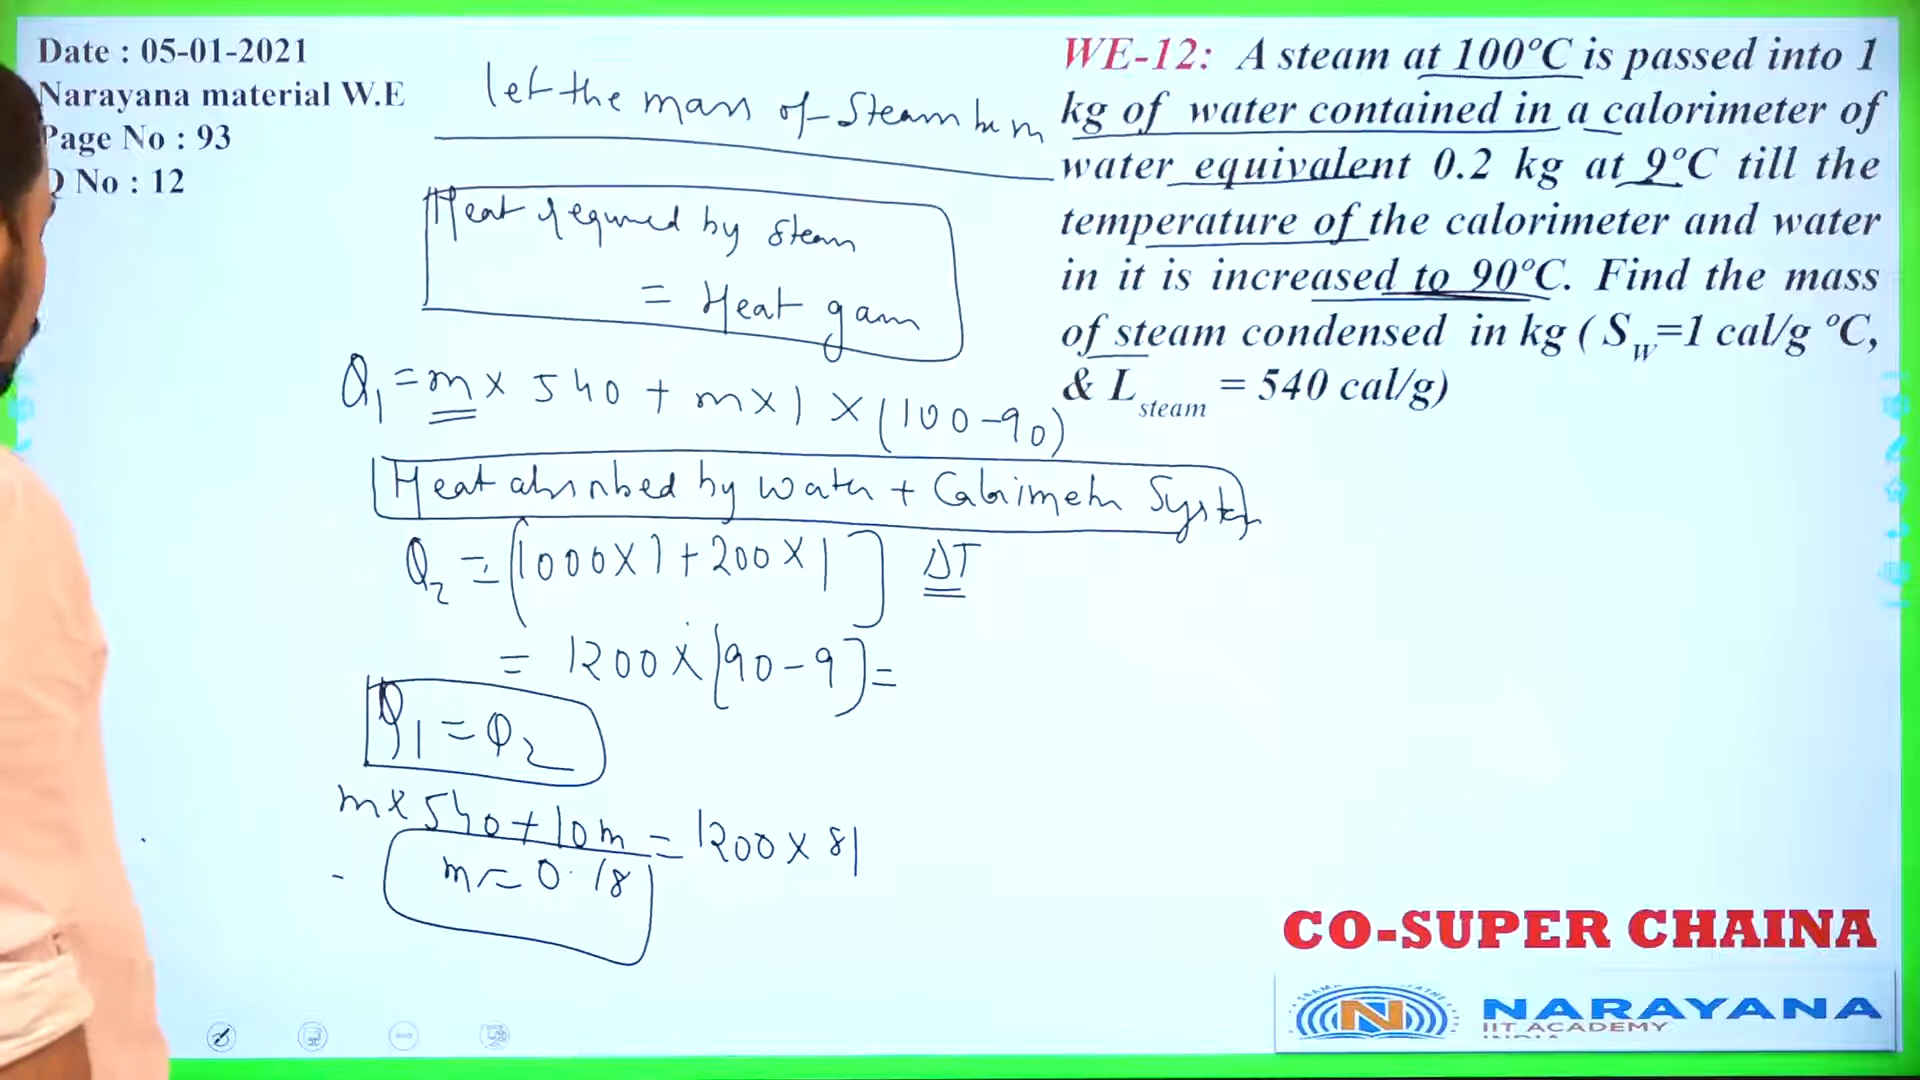 Date : 05-01-2021
Narayana material W.E
Page No : 93
Q No : 12
let the mass of steam be m
Heat required by steam
= Heat gain
Q₁ = m × 540 + m × 1 × (100-90)
Heat absorbed by water + Calorimeter System
Q₂ = [1000×1+200×1] ΔT
= 1200×[90-9]=
Q₁ = Q₂
m×540+10m = 1200×81
m = 0.18
WE-12: A steam at 100°C is passed into 1
kg of water contained in a calorimeter of
water equivalent 0.2 kg at 9°C till the
temperature of the calorimeter and water
in it is increased to 90°C. Find the mass
of steam condensed in kg ( S_w=1 cal/g °C,
& L_steam = 540 cal/g)
CO-SUPER CHAINA
N NARAYANA
IIT ACADEMY